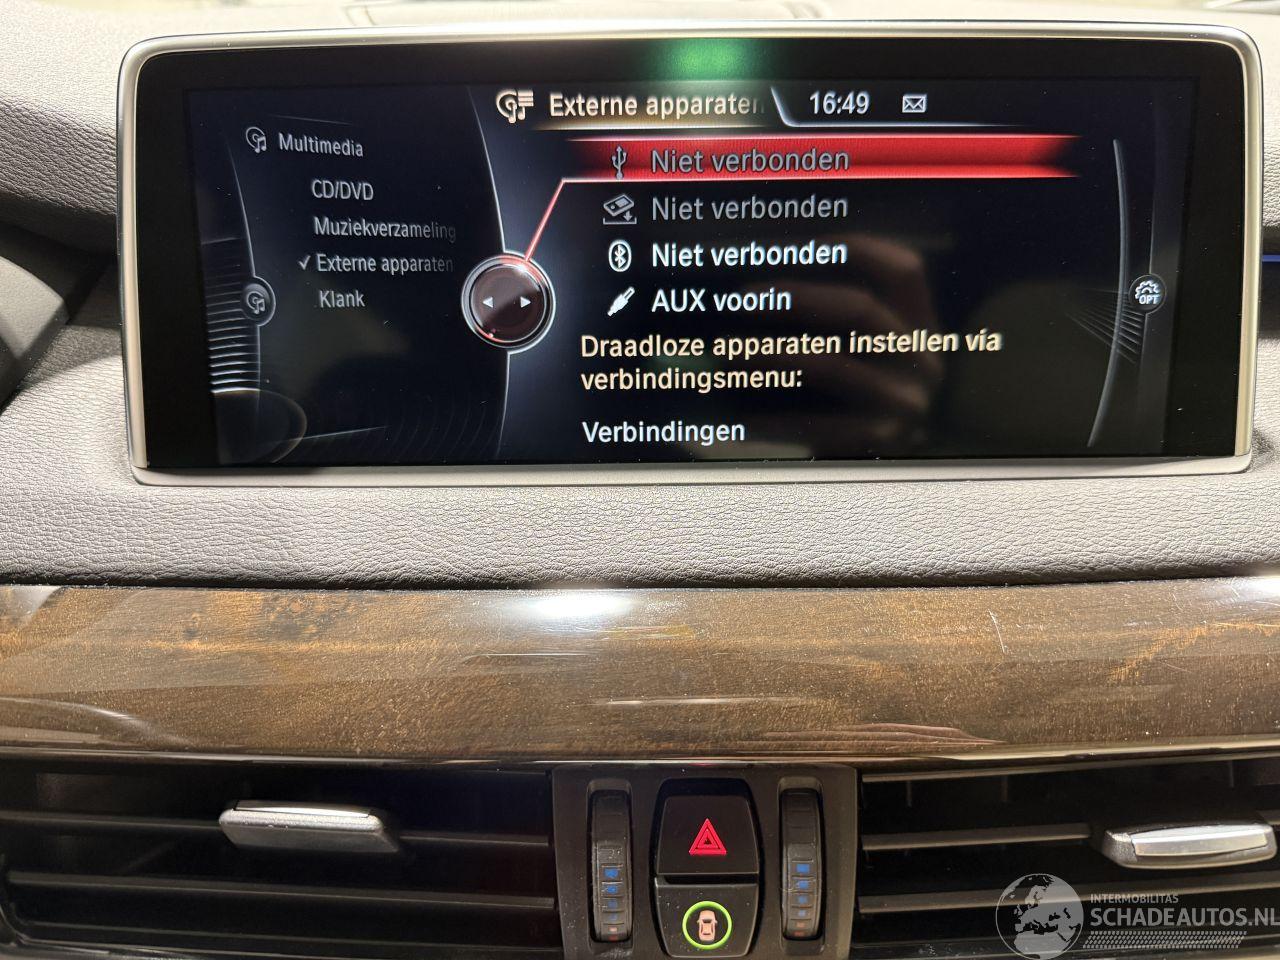 Externe apparaten
16:49
Multimedia
CD/DVD
Muziekverzameling
Externe apparaten
Klank
Niet verbonden
Niet verbonden
Niet verbonden
AUX voorin
Draadloze apparaten instellen via
verbindingsmenu:
Verbindingen
OPT
INTERMOBILITAS
SCHADEAUTOS.NL